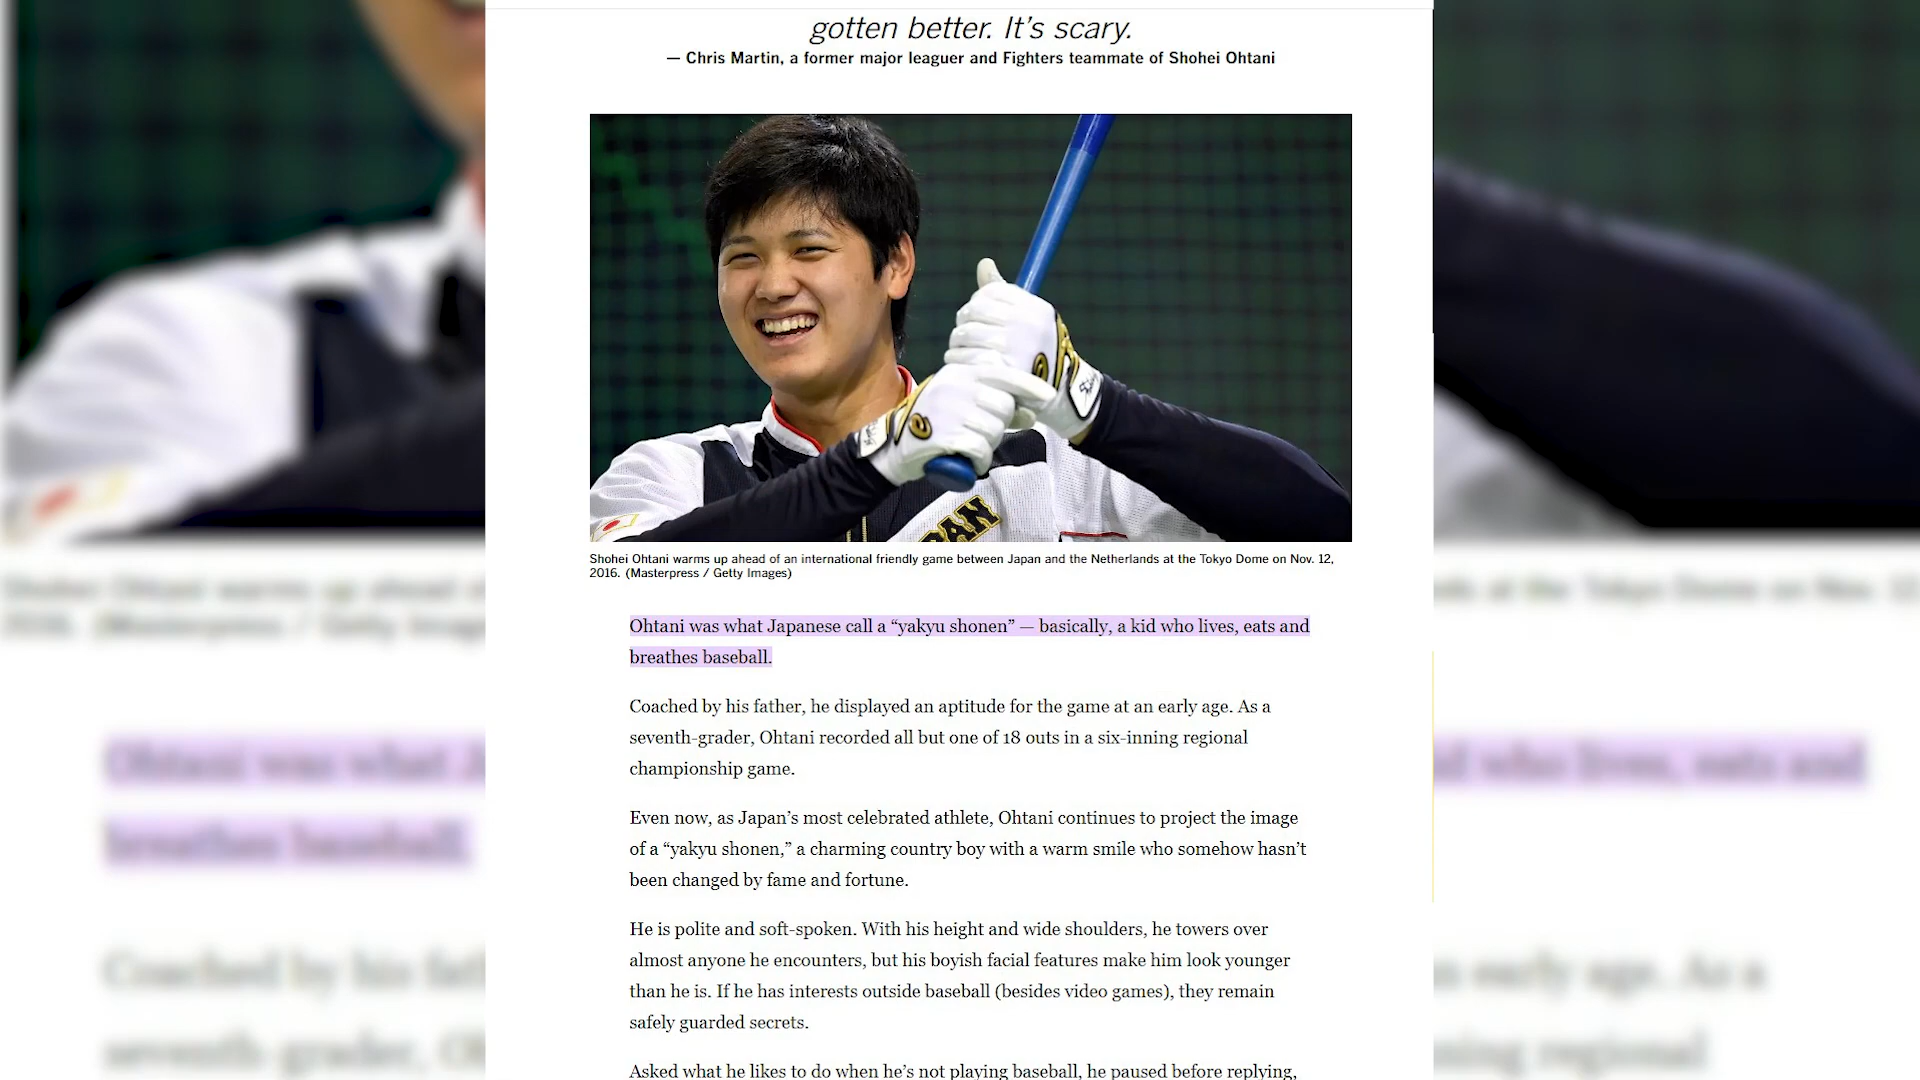 gotten better. It’s scary.
— Chris Martin, a former major leaguer and Fighters teammate of Shohei Ohtani
PAN
Shohei Ohtani warms up ahead of an international friendly game between Japan and the Netherlands at the Tokyo Dome on Nov. 12,
2016. (Masterpress / Getty Images)
Ohtani was what Japanese call a “yakyu shonen” — basically, a kid who lives, eats and
breathes baseball.
Coached by his father, he displayed an aptitude for the game at an early age. As a
seventh-grader, Ohtani recorded all but one of 18 outs in a six-inning regional
championship game.
Even now, as Japan’s most celebrated athlete, Ohtani continues to project the image
of a “yakyu shonen,” a charming country boy with a warm smile who somehow hasn’t
been changed by fame and fortune.
He is polite and soft-spoken. With his height and wide shoulders, he towers over
almost anyone he encounters, but his boyish facial features make him look younger
than he is. If he has interests outside baseball (besides video games), they remain
safely guarded secrets.
Asked what he likes to do when he’s not playing baseball, he paused before replying,